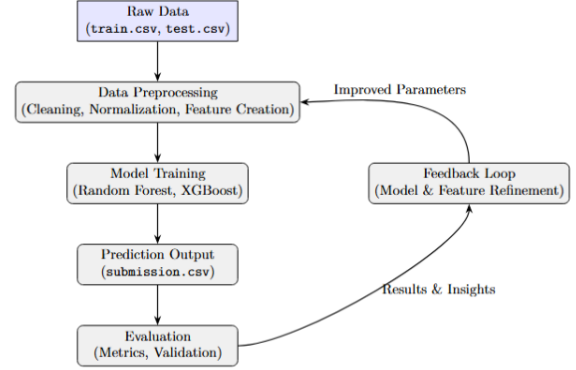 Raw Data
(train.csv, test.csv)
Data Preprocessing
(Cleaning, Normalization, Feature Creation)
Improved Parameters
Model Training
(Random Forest, XGBoost)
Feedback Loop
(Model & Feature Refinement)
Prediction Output
(submission.csv)
Results & Insights
Evaluation
(Metrics, Validation)